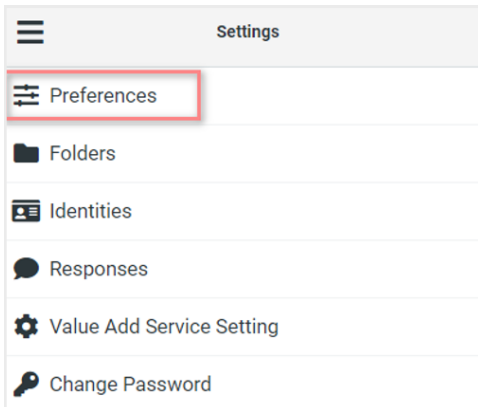 Settings
Preferences
Folders
Identities
Responses
Value Add Service Setting
Change Password